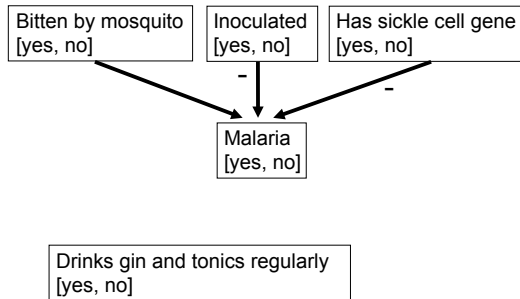 Bitten by mosquito
[yes, no]
Inoculated
[yes, no]
Has sickle cell gene
[yes, no]
-
-
Malaria
[yes, no]
Drinks gin and tonics regularly
[yes, no]